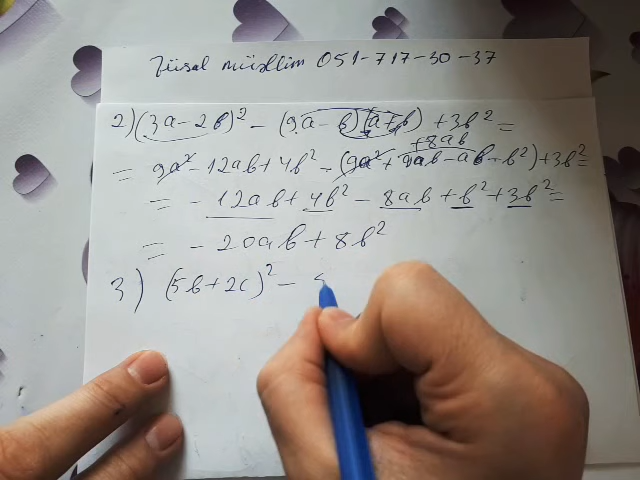 müəllim 051-717-30-37
2) (3a-2b)² - (9a-b)(a+b) + 3b² =
+8ab
= 9a² - 12ab + 4b² - (9a² + 9ab - ab - b²) + 3b² =
= - 12ab + 4b² - 8ab + b² + 3b² =
= - 20ab + 8b²
3) (5b+2c)² -